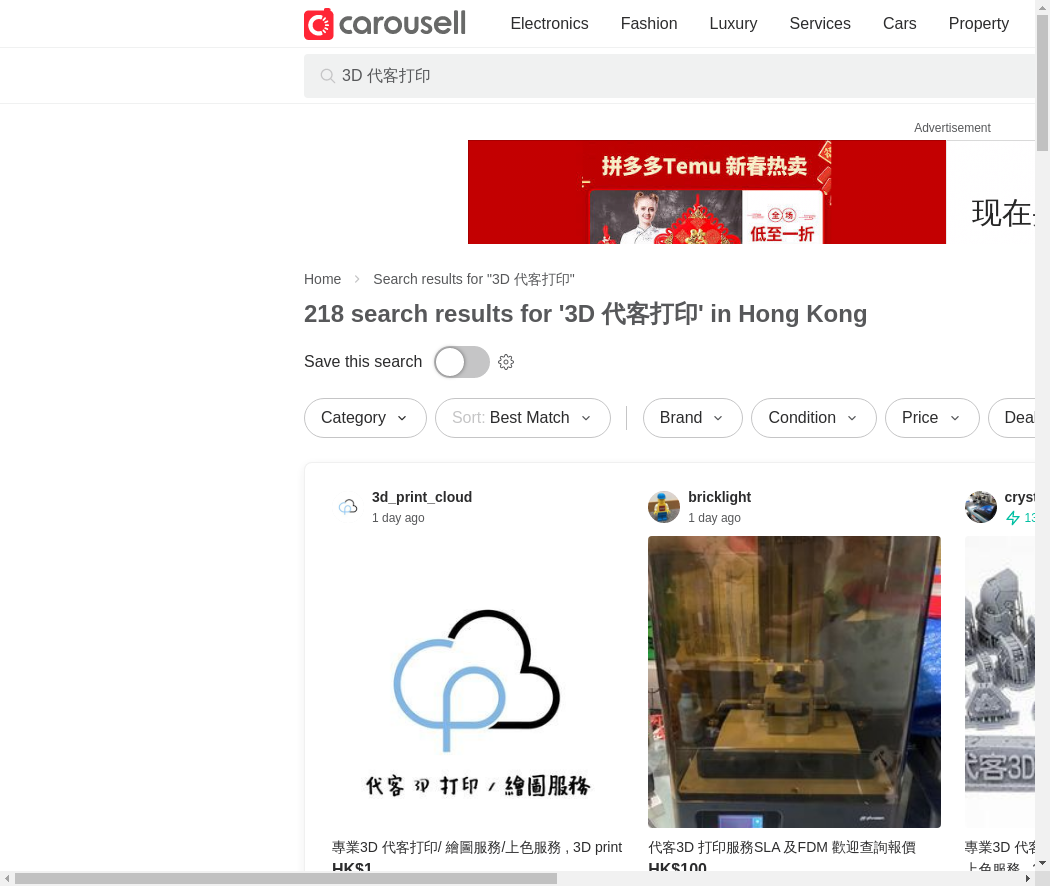 carousell
Electronics Fashion Luxury Services Cars Property
3D 代客打印
Advertisement
拼多多Temu 新春热卖
全 场
低至一折
现在
Home Search results for "3D 代客打印"
218 search results for '3D 代客打印' in Hong Kong
Save this search
Category Sort: Best Match Brand Condition Price Deal
3d_print_cloud bricklight cryst
1 day ago 1 day ago 13
代客 3D 打印 / 繪圖服務
代客3D
專業3D 代客打印/ 繪圖服務/上色服務 , 3D print 代客3D 打印服務SLA 及FDM 歡迎查詢報價 專業3D 代客
HK$1 HK$100 上色服務